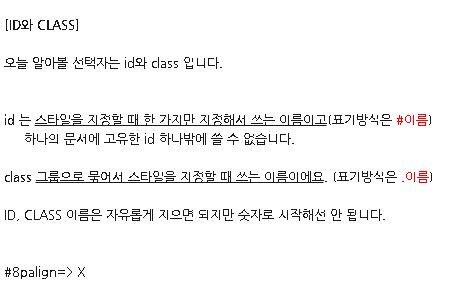 [ID와 CLASS]
오늘 알아볼 선택자는 id와 class 입니다.
id 는 스타일을 지정할 때 한 가지만 지정해서 쓰는 이름이고(표기방식은 #이름)
하나의 문서에 고유한 id 하나밖에 쓸 수 없습니다.
class 그룹으로 묶어서 스타일을 지정할 때 쓰는 이름이에요. (표기방식은 .이름)
ID, CLASS 이름은 자유롭게 지으면 되지만 숫자로 시작해선 안 됩니다.
#8palign=> X